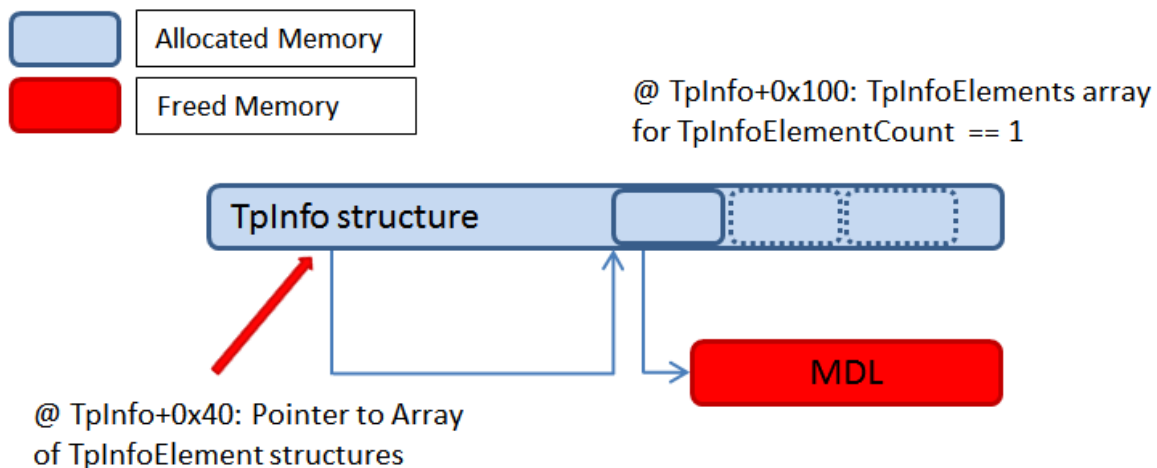 Allocated Memory
Freed Memory
@ TpInfo+0x100: TpInfoElements array
for TpInfoElementCount == 1
TpInfo structure
MDL
@ TpInfo+0x40: Pointer to Array
of TpInfoElement structures